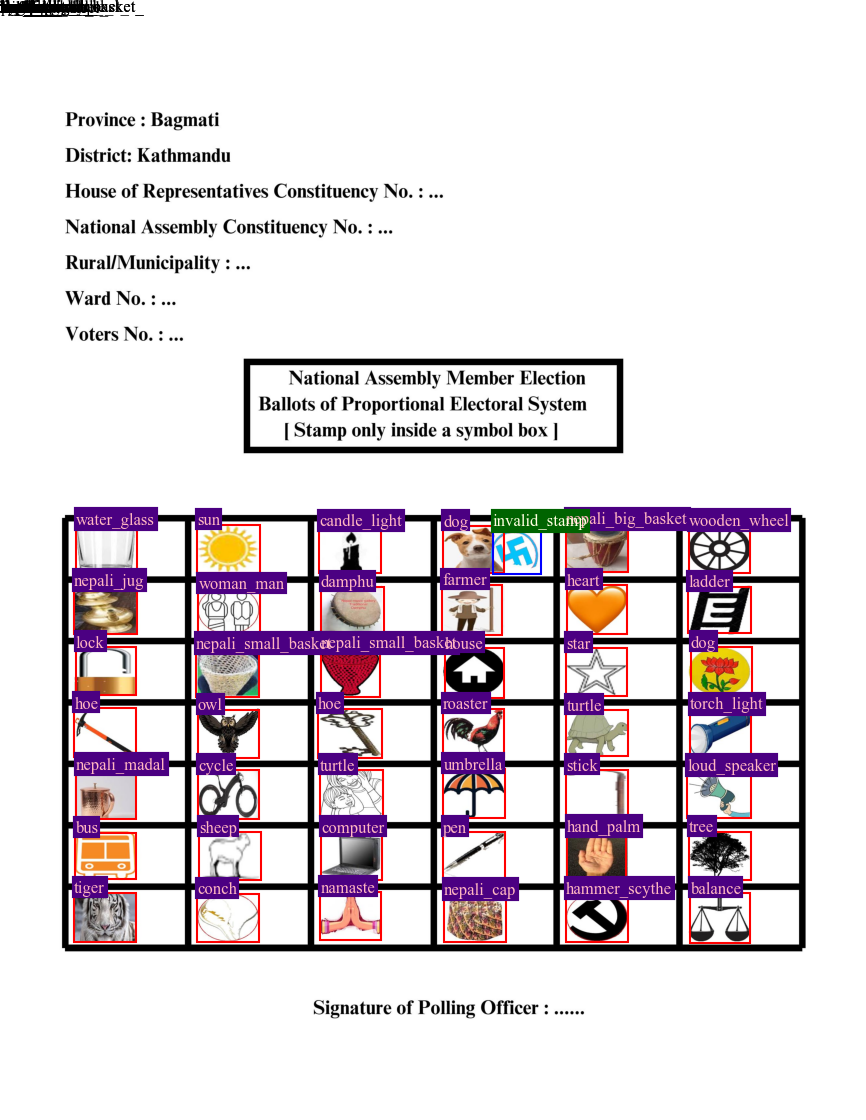 Province : Bagmati
District: Kathmandu
House of Representatives Constituency No. : ...
National Assembly Constituency No. : ...
Rural/Municipality : ...
Ward No. : ...
Voters No. : ...
National Assembly Member Election
Ballots of Proportional Electoral System
[ Stamp only inside a symbol box ]
water_glass sun candle_light dog invalid_stamp nepali_big_basket wooden_wheel
nepali_jug woman_man damphu farmer heart ladder
lock nepali_small_basket nepali_small_basket house star dog
hoe owl hoe roaster turtle torch_light
nepali_madal cycle turtle umbrella stick loud_speaker
bus sheep computer pen hand_palm tree
tiger conch namaste nepali_cap hammer_scythe balance
Signature of Polling Officer : ......